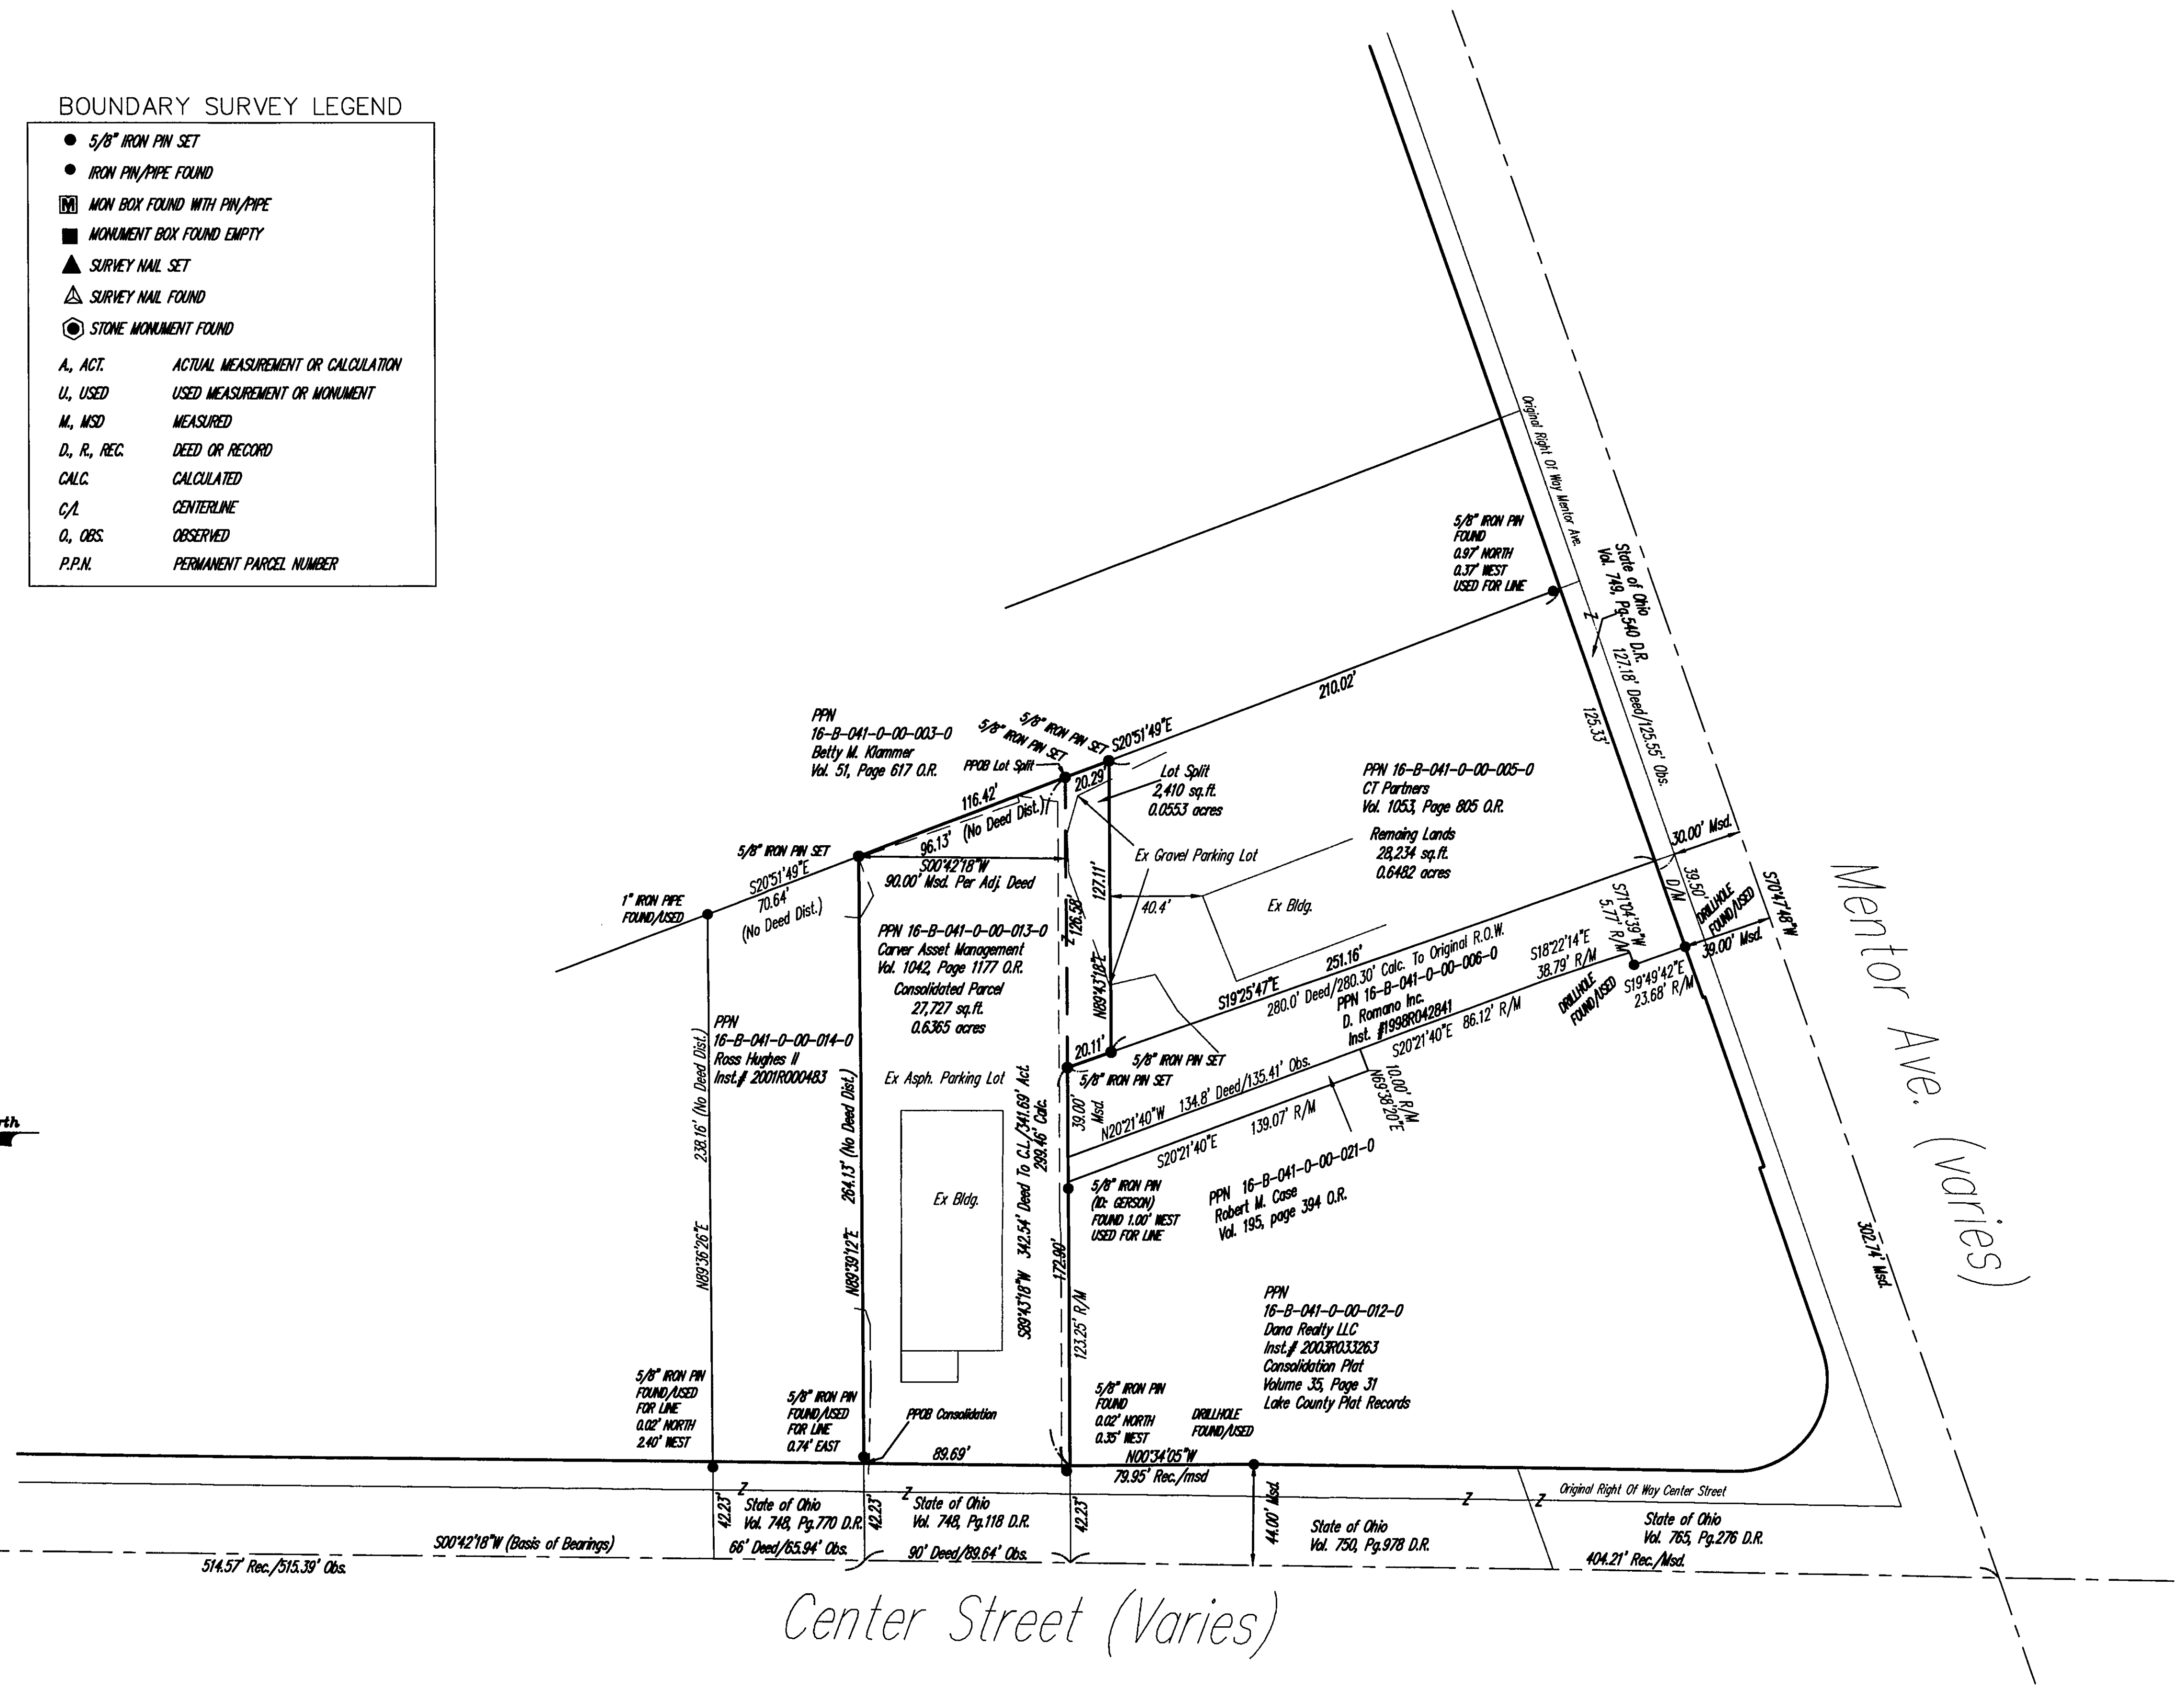 BOUNDARY SURVEY LEGEND
5/8" IRON PIN SET
IRON PIN/PIPE FOUND
M MON BOX FOUND WITH PIN/PIPE
MONUMENT BOX FOUND EMPTY
SURVEY NAIL SET
SURVEY NAIL FOUND
STONE MONUMENT FOUND
A., ACT. ACTUAL MEASUREMENT OR CALCULATION
U., USED USED MEASUREMENT OR MONUMENT
M., MSD MEASURED
D., R., REC. DEED OR RECORD
CALC. CALCULATED
C/L CENTERLINE
O., OBS. OBSERVED
P.P.N. PERMANENT PARCEL NUMBER
Original Right Of Way Mentor Ave.
5/8" IRON PIN
FOUND
0.97' NORTH
0.37' WEST
USED FOR LINE
State of Ohio
Vol. 749, Pg.540 D.R.
127.18' Deed/125.55' Obs.
Z
125.33'
210.02'
S20°51'49"E
5/8" IRON PIN SET
5/8" IRON PIN SET
PPN
16-B-041-0-00-003-0
Betty M. Klammer
Vol. 51, Page 617 O.R.
PPOB Lot Split
20.29'
Lot Split
2,410 sq.ft.
0.0553 acres
PPN 16-B-041-0-00-005-0
CT Partners
Vol. 1053, Page 805 O.R.
Remaing Lands
28,234 sq.ft.
0.6482 acres
116.42'
96.13'
(No Deed Dist.)
Ex Gravel Parking Lot
30.00' Msd.
39.50'
D/M
DRILLHOLE
FOUND/USED
S70°47'48"W
39.00' Msd.
Mentor Ave. (varies)
5/8" IRON PIN SET
S00°42'18"W
90.00' Msd. Per Adj. Deed
S20°51'49"E
70.64'
(No Deed Dist.)
1" IRON PIPE
FOUND/USED
127.11'
126.58'
Z
N89°43'18"E
40.4'
Ex Bldg.
PPN 16-B-041-0-00-013-0
Carver Asset Management
Vol. 1042, Page 1177 O.R.
Consolidated Parcel
27,727 sq.ft.
0.6365 acres
S19°25'47"E
251.16'
280.0' Deed/280.30' Calc. To Original R.O.W.
PPN 16-B-041-0-00-006-0
D. Romano Inc.
Inst. #1998R042841
S18°22'14"E
38.79' R/M
S71°04'39"W
5.77' R/M
DRILLHOLE
FOUND/USED
S19°49'42"E
23.68' R/M
S20°21'40"E 86.12' R/M
PPN
16-B-041-0-00-014-0
Ross Hughes II
Inst.# 2001R000483
20.11'
5/8" IRON PIN SET
5/8" IRON PIN SET
Ex Asph. Parking Lot
39.00'
Msd.
N20°21'40"W 134.8' Deed/135.41' Obs.
10.00' R/M
N69°38'20"E
S20°21'40"E 139.07' R/M
PPN 16-B-041-0-00-021-0
Robert M. Case
Vol. 195, page 394 O.R.
rth
N89°36'26"E 238.16' (No Deed Dist.)
N89°39'12"E 264.13' (No Deed Dist.)
Ex Bldg.
S89°43'18"W 342.54' Deed To C.L./341.69' Act.
299.46' Calc.
172.90'
123.25' R/M
5/8" IRON PIN
(ID: GERSON)
FOUND 1.00' WEST
USED FOR LINE
302.74' Msd.
PPN
16-B-041-0-00-012-0
Dana Realty LLC
Inst.# 2003R033263
Consolidation Plat
Volume 35, Page 31
Lake County Plat Records
5/8" IRON PIN
FOUND/USED
FOR LINE
0.02' NORTH
2.40' WEST
5/8" IRON PIN
FOUND/USED
FOR LINE
0.74' EAST
PPOB Consolidation
5/8" IRON PIN
FOUND
0.02' NORTH
0.35' WEST
DRILLHOLE
FOUND/USED
89.69'
N00°34'05"W
79.95' Rec./msd
Z
Z
Z
Z
Original Right Of Way Center Street
42.23'
State of Ohio
Vol. 748, Pg.770 D.R.
42.23'
State of Ohio
Vol. 748, Pg.118 D.R.
42.23'
44.00' Msd.
State of Ohio
Vol. 750, Pg.978 D.R.
State of Ohio
Vol. 765, Pg.276 D.R.
S00°42'18"W (Basis of Bearings)
66' Deed/65.94' Obs.
90' Deed/89.64' Obs.
404.21' Rec./Msd.
514.57' Rec./515.39' Obs.
Center Street (Varies)